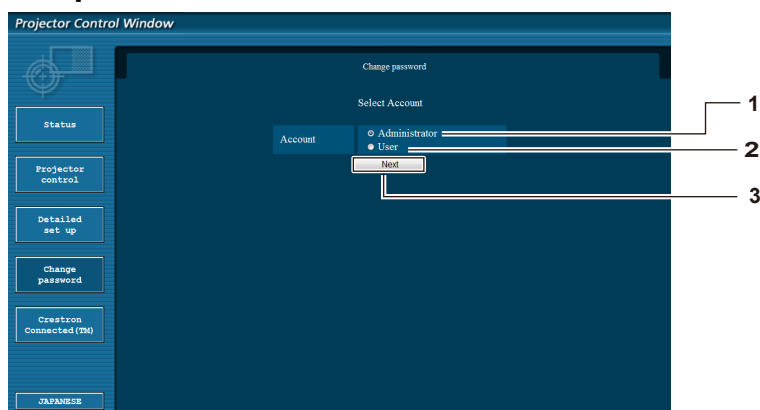 Projector Control Window
Change password
Select Account
Account
Administrator
User
Next
Status
Projector
control
Detailed
set up
Change
password
Crestron
Connected(TM)
JAPANESE
1
2
3